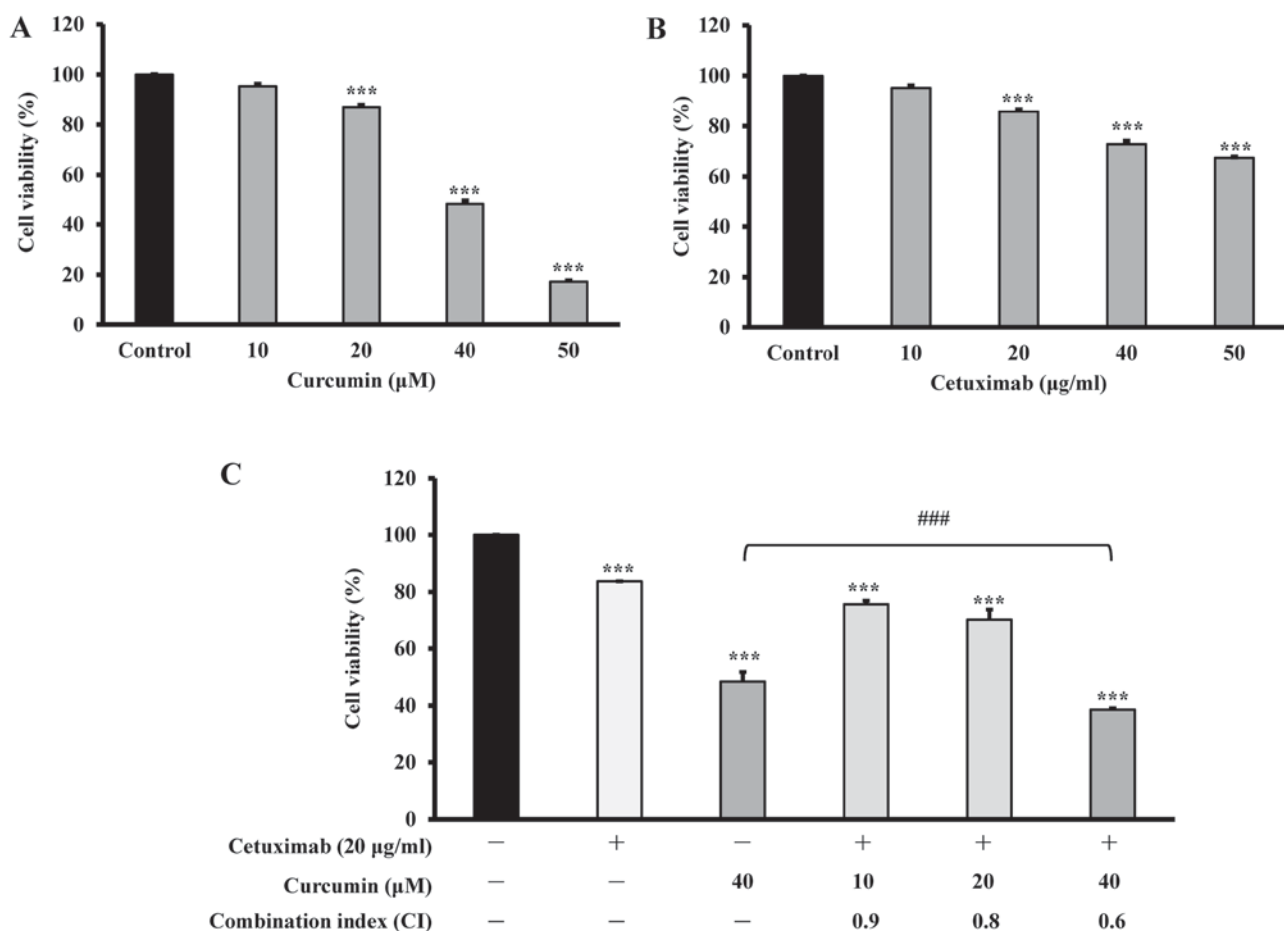 A
Cell viability (%)
120
100
80
60
40
20
0
***
***
***
Control 10 20 40 50
Curcumin (μM)
B
Cell viability (%)
120
100
80
60
40
20
0
***
***
***
Control 10 20 40 50
Cetuximab (μg/ml)
C
Cell viability (%)
120
100
80
60
40
20
0
###
***
***
***
***
***
Cetuximab (20 μg/ml) − + − + + +
Curcumin (μM) − − 40 10 20 40
Combination index (CI) − − − 0.9 0.8 0.6